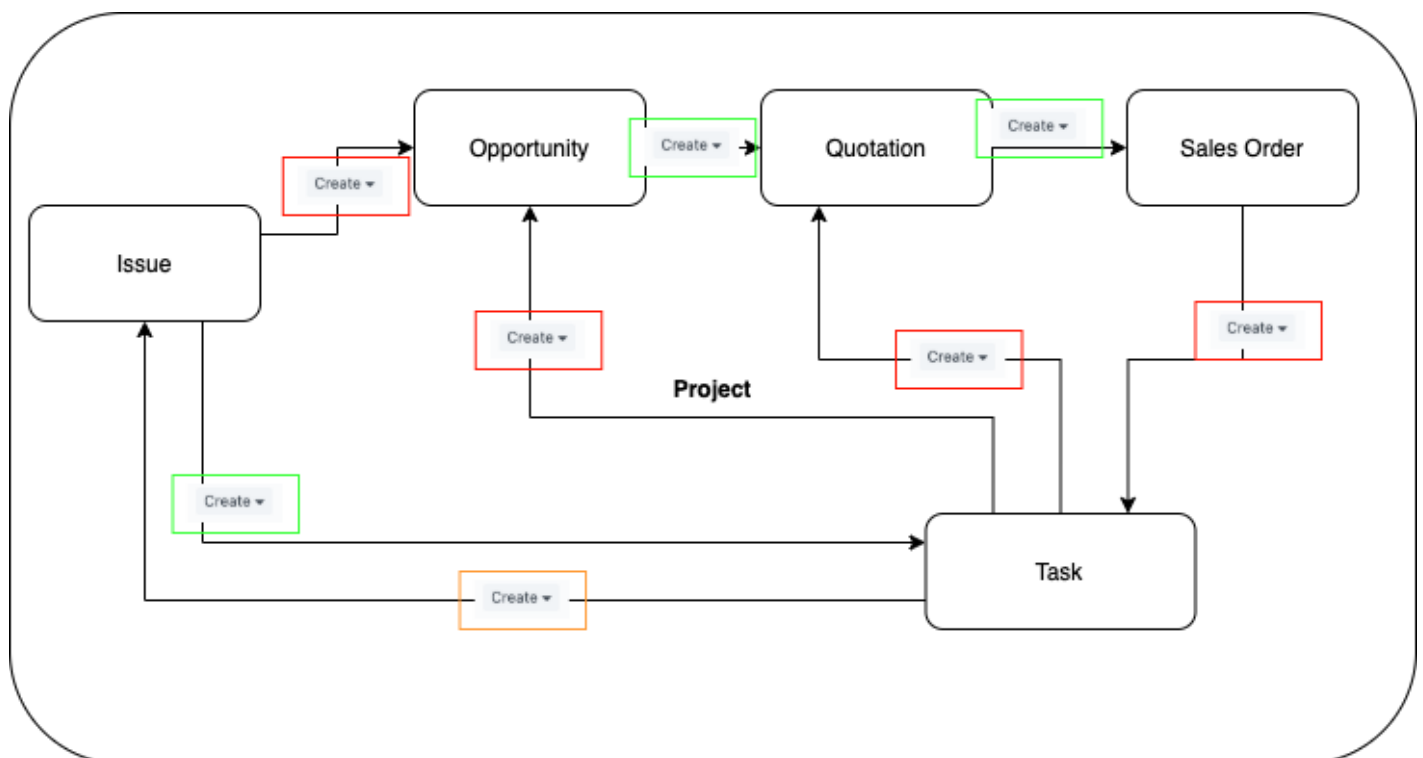 Create
Opportunity
Create
Quotation
Create
Sales Order
Create
Issue
Create
Create
Create
Project
Create
Task
Create